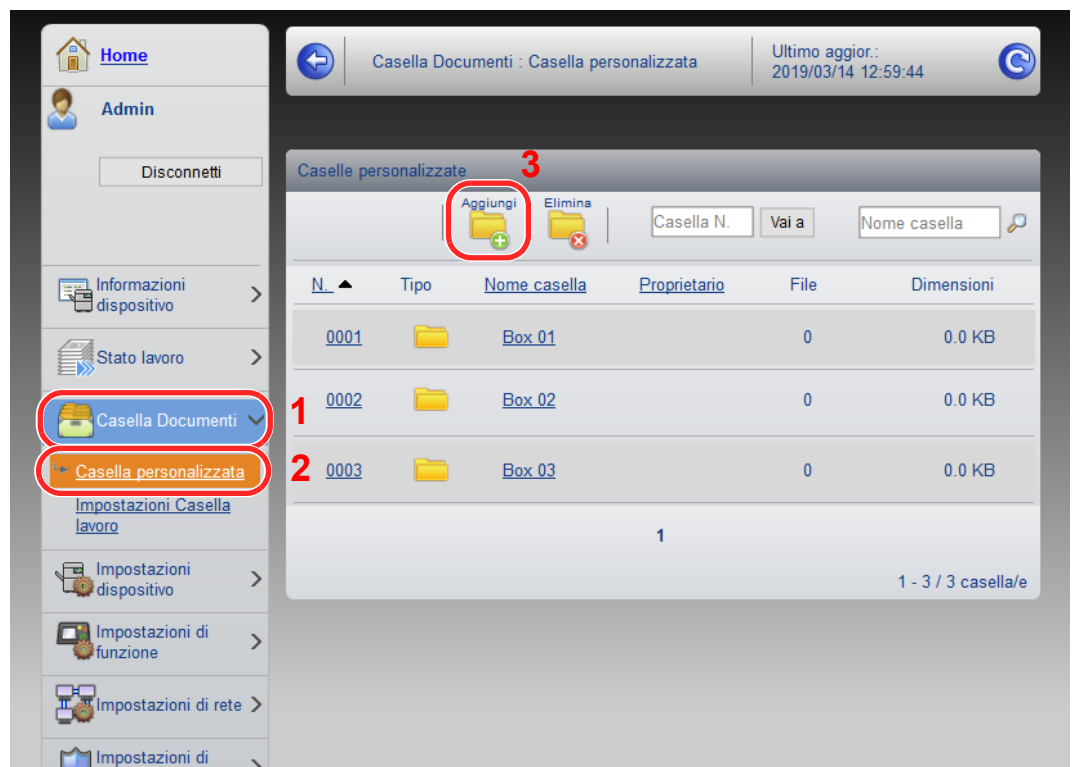 Home
Admin
Disconnetti
Informazioni
dispositivo
Stato lavoro
Casella Documenti
1
Casella personalizzata
2
Impostazioni Casella
lavoro
Impostazioni
dispositivo
Impostazioni di
funzione
Impostazioni di rete
Impostazioni di
Casella Documenti : Casella personalizzata
Ultimo aggior.:
2019/03/14 12:59:44
Caselle personalizzate
3
Aggiungi Elimina
Casella N. Vai a Nome casella
N. Tipo Nome casella Proprietario File Dimensioni
0001 Box 01 0 0.0 KB
0002 Box 02 0 0.0 KB
0003 Box 03 0 0.0 KB
1
1 - 3 / 3 casella/e